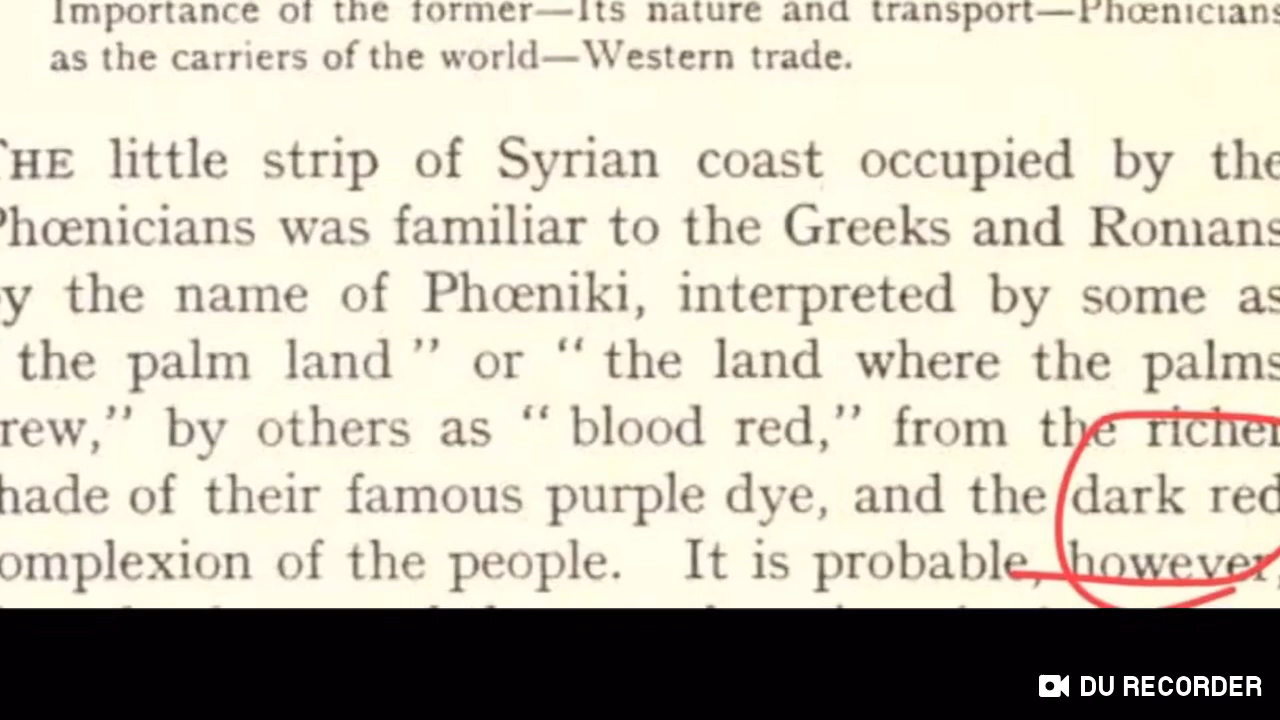 Importance of the former—Its nature and transport—Phœnicians
as the carriers of the world—Western trade.
THE little strip of Syrian coast occupied by the
Phœnicians was familiar to the Greeks and Romans
by the name of Phœniki, interpreted by some as
the palm land” or “the land where the palms
rew,” by others as “blood red,” from the richer
hade of their famous purple dye, and the dark red
omplexion of the people. It is probable, however,
DU RECORDER